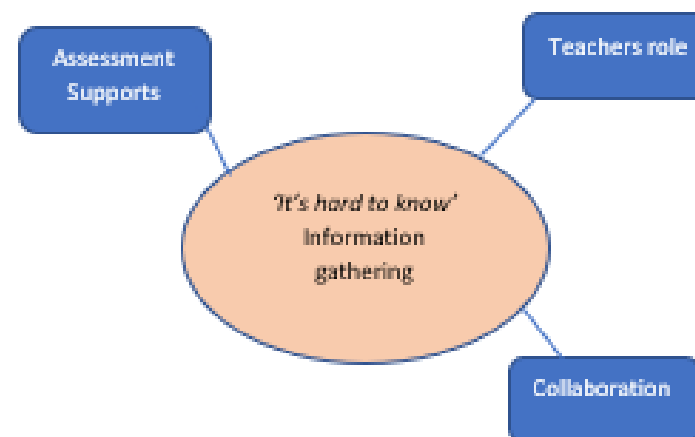 Assessment
Supports
Teachers role
'It's hard to know'
Information
gathering
Collaboration